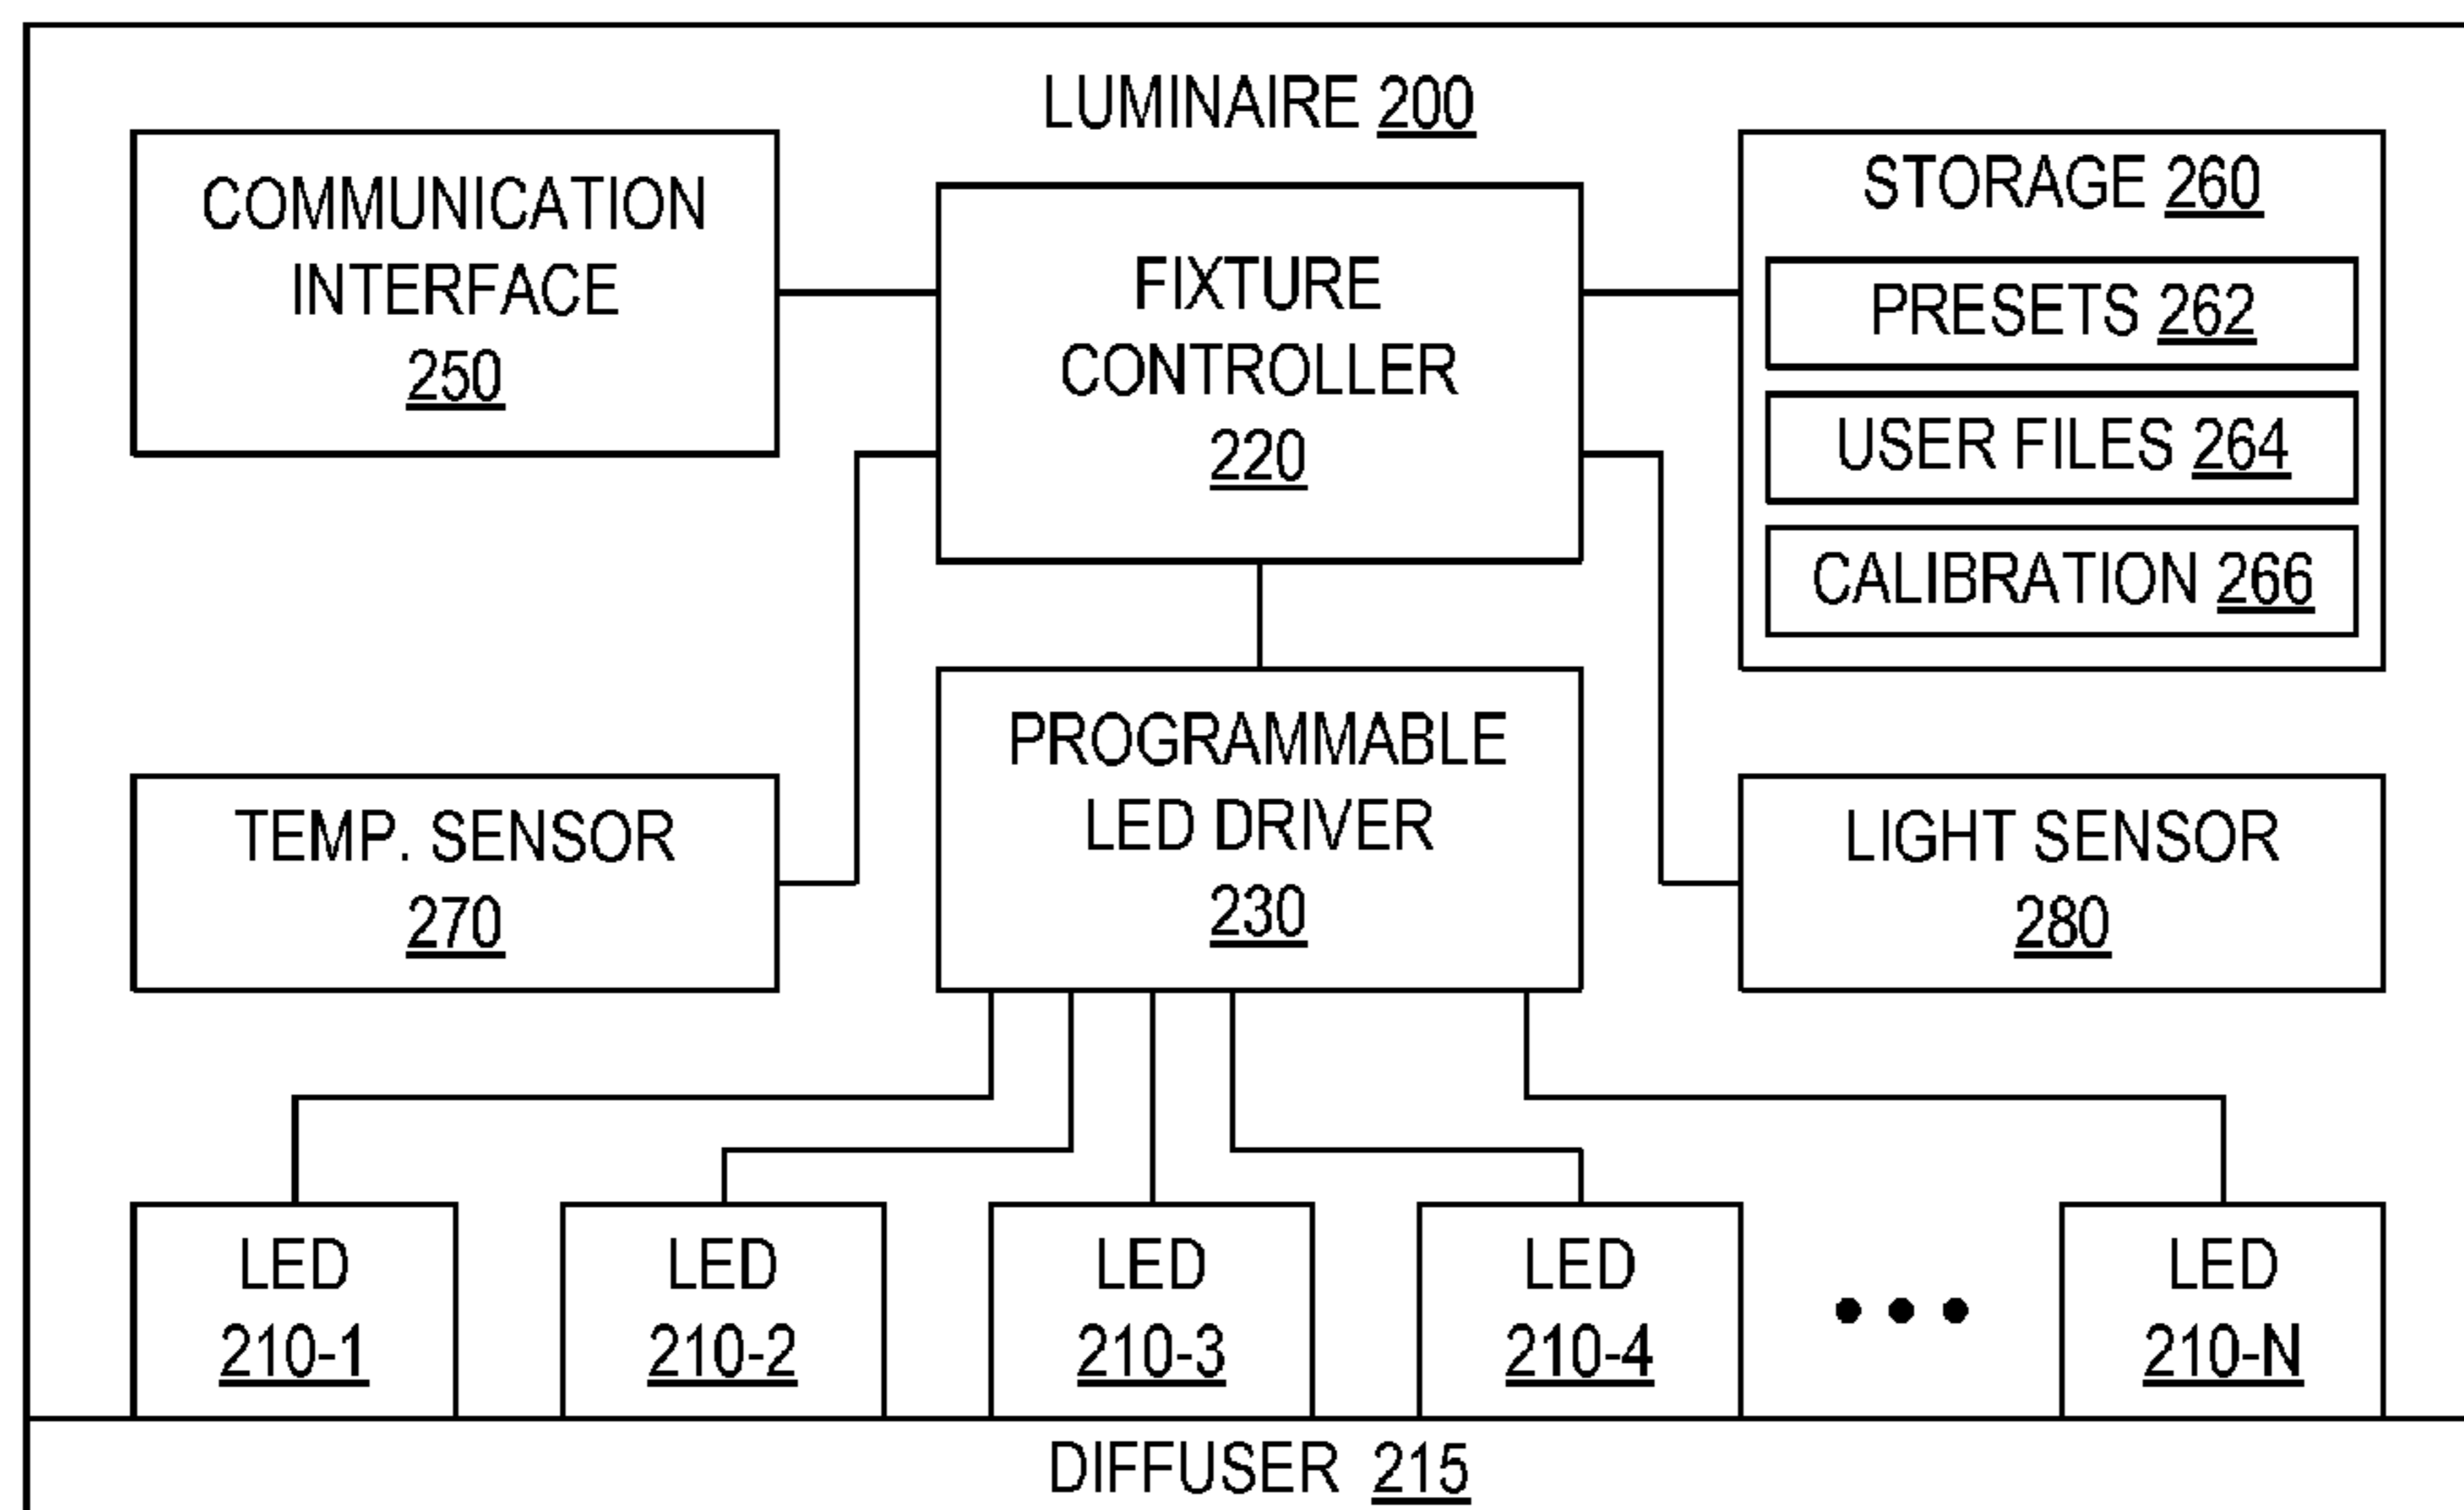 LUMINAIRE 200
COMMUNICATION
INTERFACE
250
FIXTURE
CONTROLLER
220
STORAGE 260
PRESETS 262
USER FILES 264
CALIBRATION 266
TEMP. SENSOR
270
PROGRAMMABLE
LED DRIVER
230
LIGHT SENSOR
280
LED
210-1
LED
210-2
LED
210-3
LED
210-4
LED
210-N
DIFFUSER 215